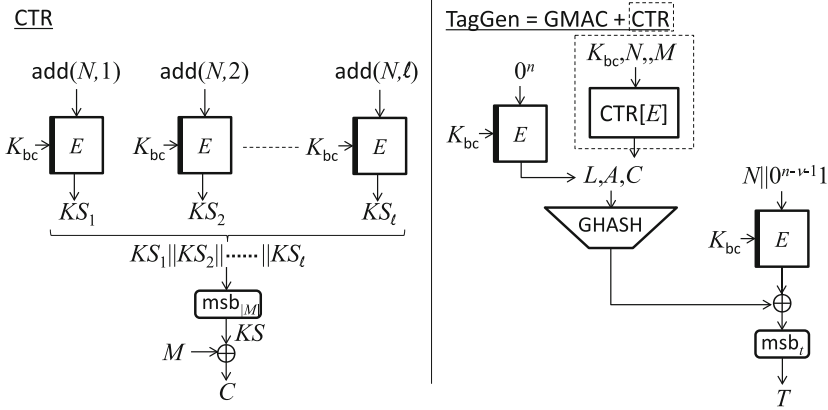 CTR
add(N,1) add(N,2) add(N,ℓ)
K_bc E K_bc E K_bc E
KS_1 KS_2 KS_ℓ
KS_1||KS_2|| ...... ||KS_ℓ
msb_|M|
KS
M
C
TagGen = GMAC + CTR
K_bc,N,,M
0^n
CTR[E]
K_bc E
L,A,C
N||0^{n-ν-1}1
GHASH
K_bc E
msb_t
T